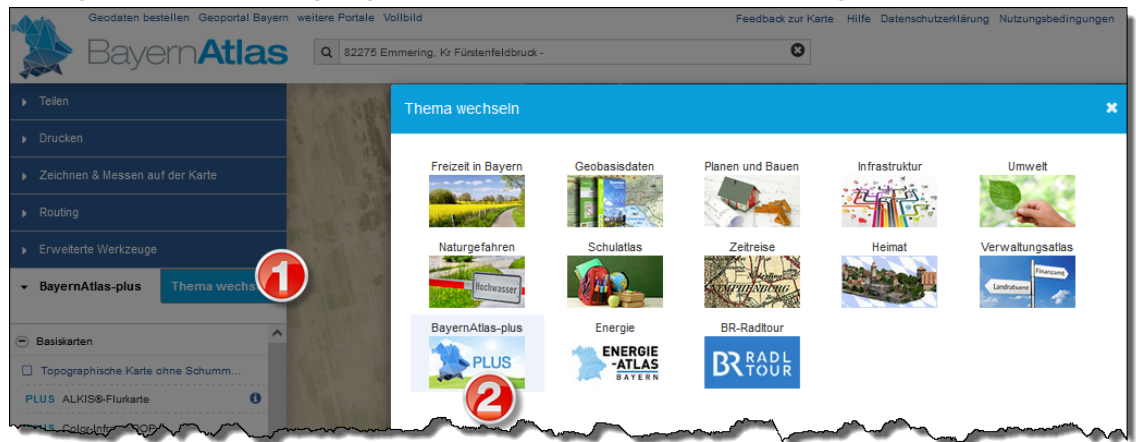 Geodaten bestellen Geoportal Bayern weitere Portale Vollbild
Feedback zur Karte Hilfe Datenschutzerklärung Nutzungsbedingungen
BayernAtlas
82275 Emmering, Kr Fürstenfeldbruck -
Teilen
Drucken
Zeichnen & Messen auf der Karte
Routing
Erweiterte Werkzeuge
BayernAtlas-plus
Thema wechs
1
Basiskarten
Topographische Karte ohne Schumm...
PLUS ALKIS®-Flurkarte
Thema wechseln
Freizeit in Bayern
Geobasisdaten
Planen und Bauen
Infrastruktur
Umwelt
Naturgefahren
Schulatlas
Zeitreise
Heimat
Verwaltungsatlas
Hochwasser
NYMPHENBURG
Finanzamt
Landratsamt
BayernAtlas-plus
Energie
BR-Radltour
PLUS
ENERGIE
-ATLAS
BAYERN
BR RADL
TOUR
2